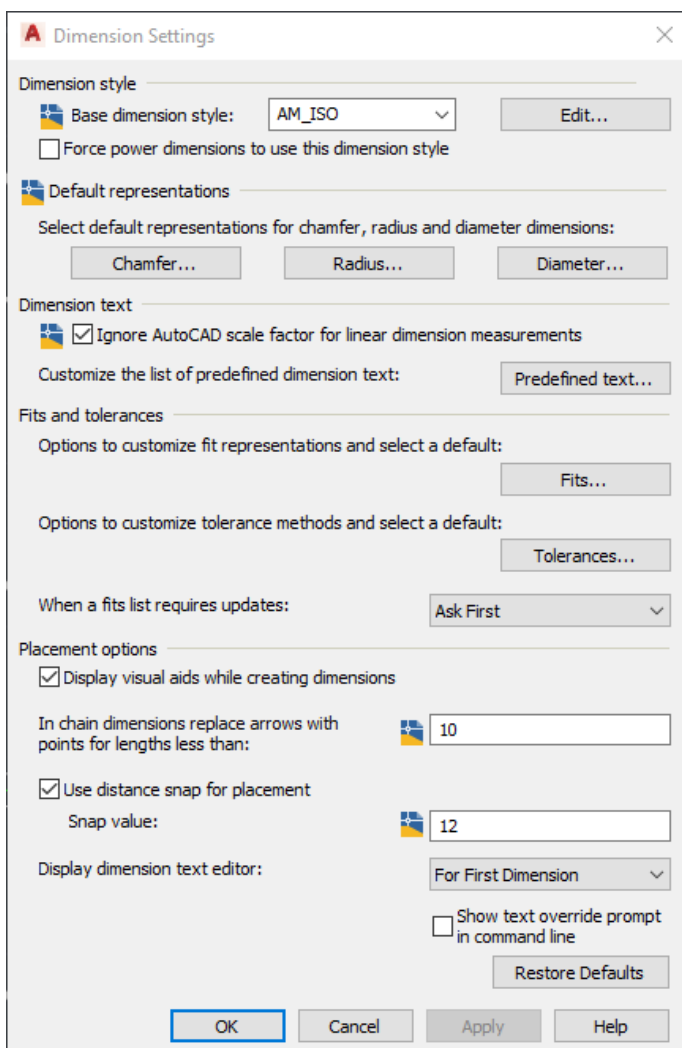 Dimension Settings
Dimension style
Base dimension style:
AM_ISO
Edit...
Force power dimensions to use this dimension style
Default representations
Select default representations for chamfer, radius and diameter dimensions:
Chamfer...
Radius...
Diameter...
Dimension text
Ignore AutoCAD scale factor for linear dimension measurements
Customize the list of predefined dimension text:
Predefined text...
Fits and tolerances
Options to customize fit representations and select a default:
Fits...
Options to customize tolerance methods and select a default:
Tolerances...
When a fits list requires updates:
Ask First
Placement options
Display visual aids while creating dimensions
In chain dimensions replace arrows with
points for lengths less than:
10
Use distance snap for placement
Snap value:
12
Display dimension text editor:
For First Dimension
Show text override prompt
in command line
Restore Defaults
OK
Cancel
Apply
Help